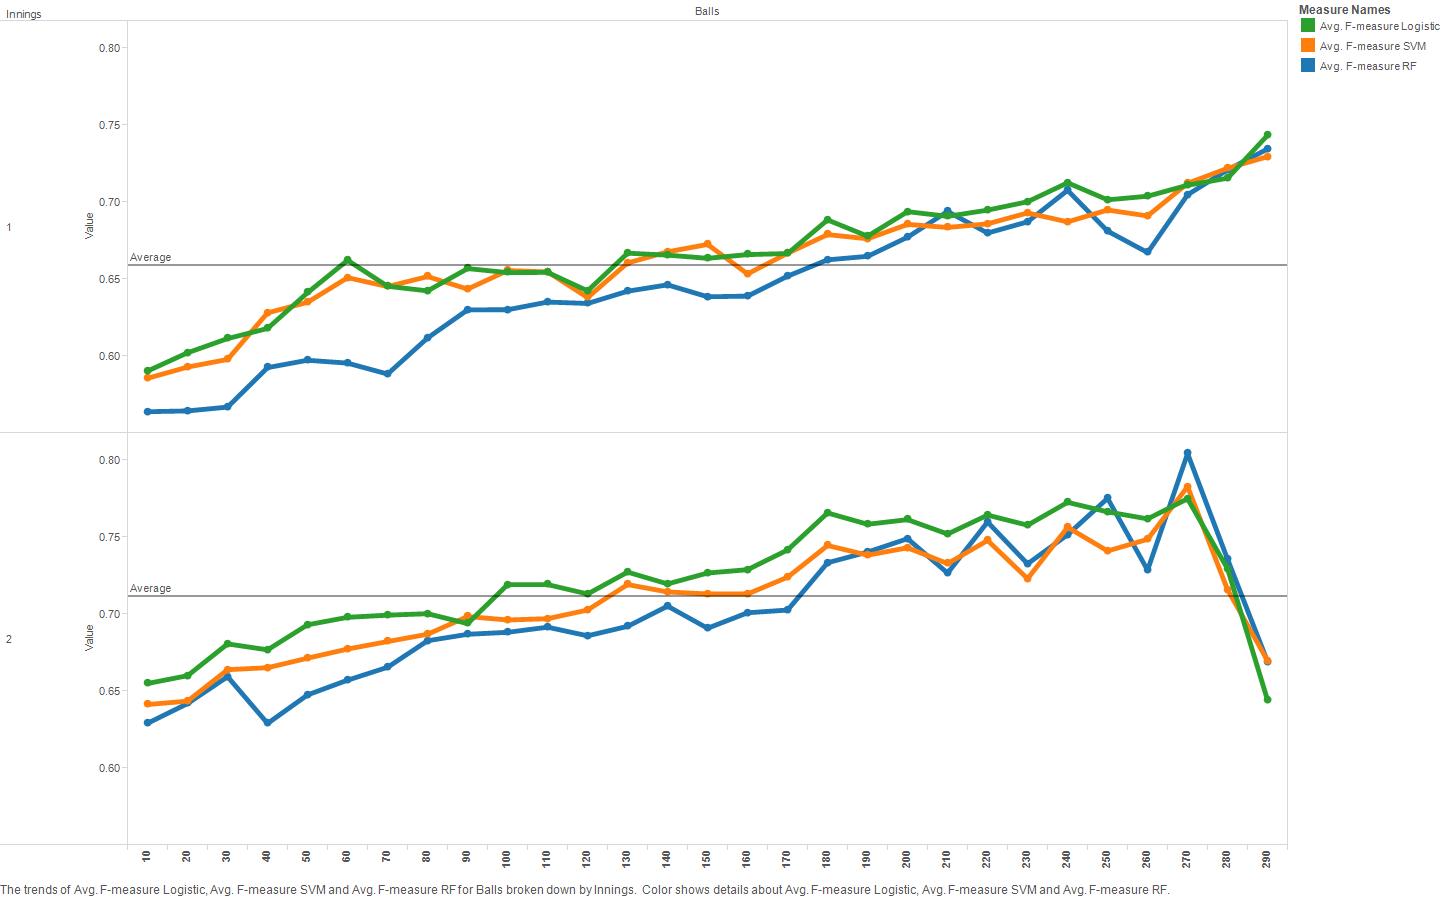 Innings
Balls
Measure Names
Avg. F-measure Logistic
Avg. F-measure SVM
Avg. F-measure RF
0.80
0.75
0.70
0.65
0.60
Value
1
Average
0.80
0.75
0.70
0.65
0.60
Value
2
Average
10 20 30 40 50 60 70 80 90 100 110 120 130 140 150 160 170 180 190 200 210 220 230 240 250 260 270 280 290
The trends of Avg. F-measure Logistic, Avg. F-measure SVM and Avg. F-measure RF for Balls broken down by Innings.  Color shows details about Avg. F-measure Logistic, Avg. F-measure SVM and Avg. F-measure RF.